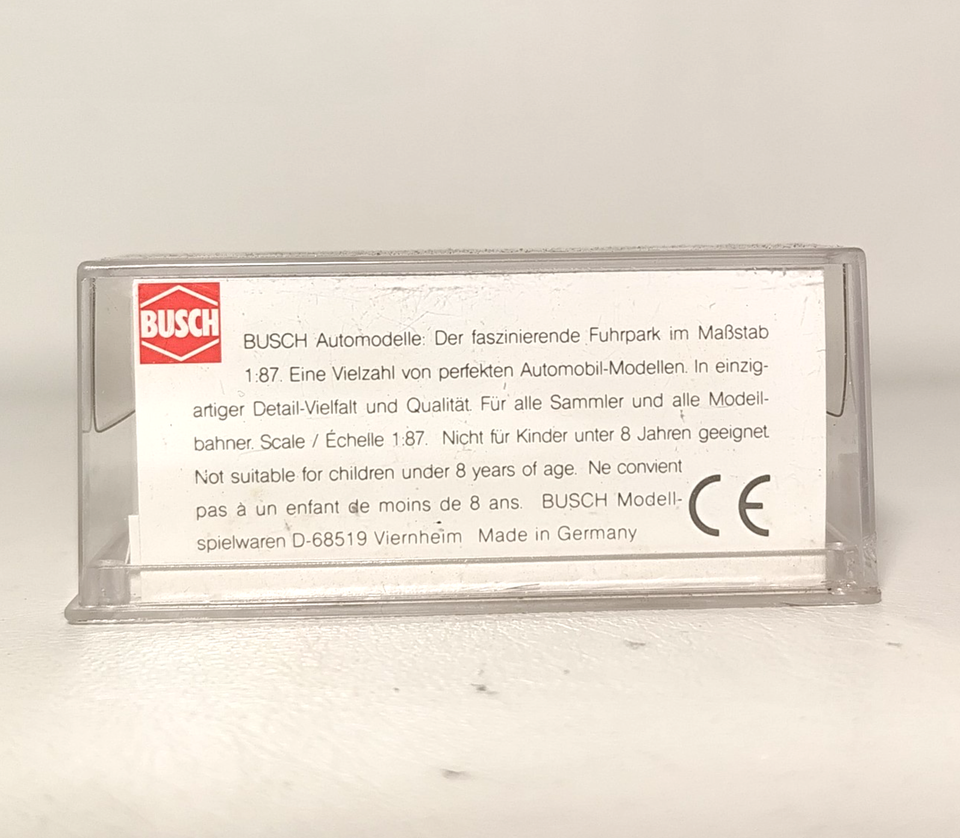 BUSCH
BUSCH Automodelle: Der faszinierende Fuhrpark im Maßstab
1:87. Eine Vielzahl von perfekten Automobil-Modellen. In einzig-
artiger Detail-Vielfalt und Qualität. Für alle Sammler und alle Modell-
bahner. Scale / Échelle 1:87. Nicht für Kinder unter 8 Jahren geeignet.
Not suitable for children under 8 years of age. Ne convient
pas à un enfant de moins de 8 ans. BUSCH Modell-
spielwaren D-68519 Viernheim Made in Germany
CE